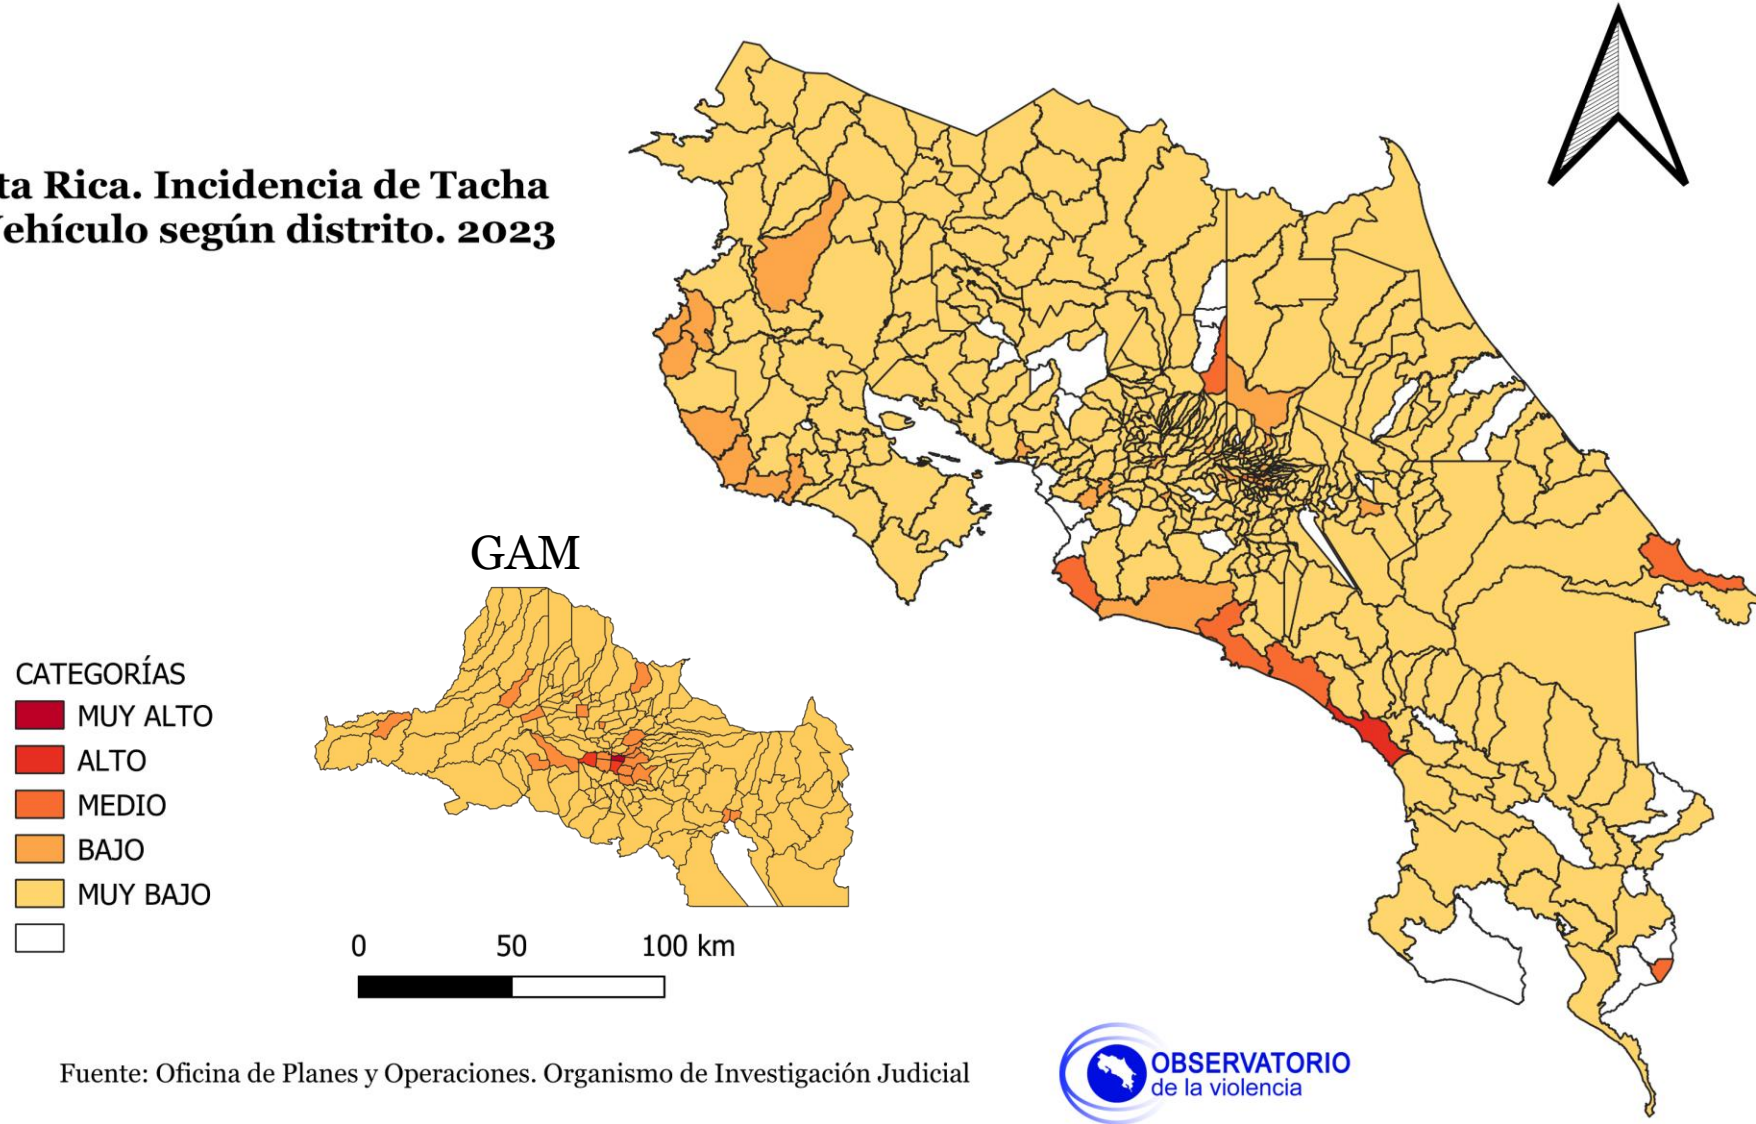 ta Rica. Incidencia de Tacha
Vehículo según distrito. 2023
GAM
CATEGORÍAS
MUY ALTO
ALTO
MEDIO
BAJO
MUY BAJO
0 50 100 km
Fuente: Oficina de Planes y Operaciones. Organismo de Investigación Judicial
OBSERVATORIO
de la violencia